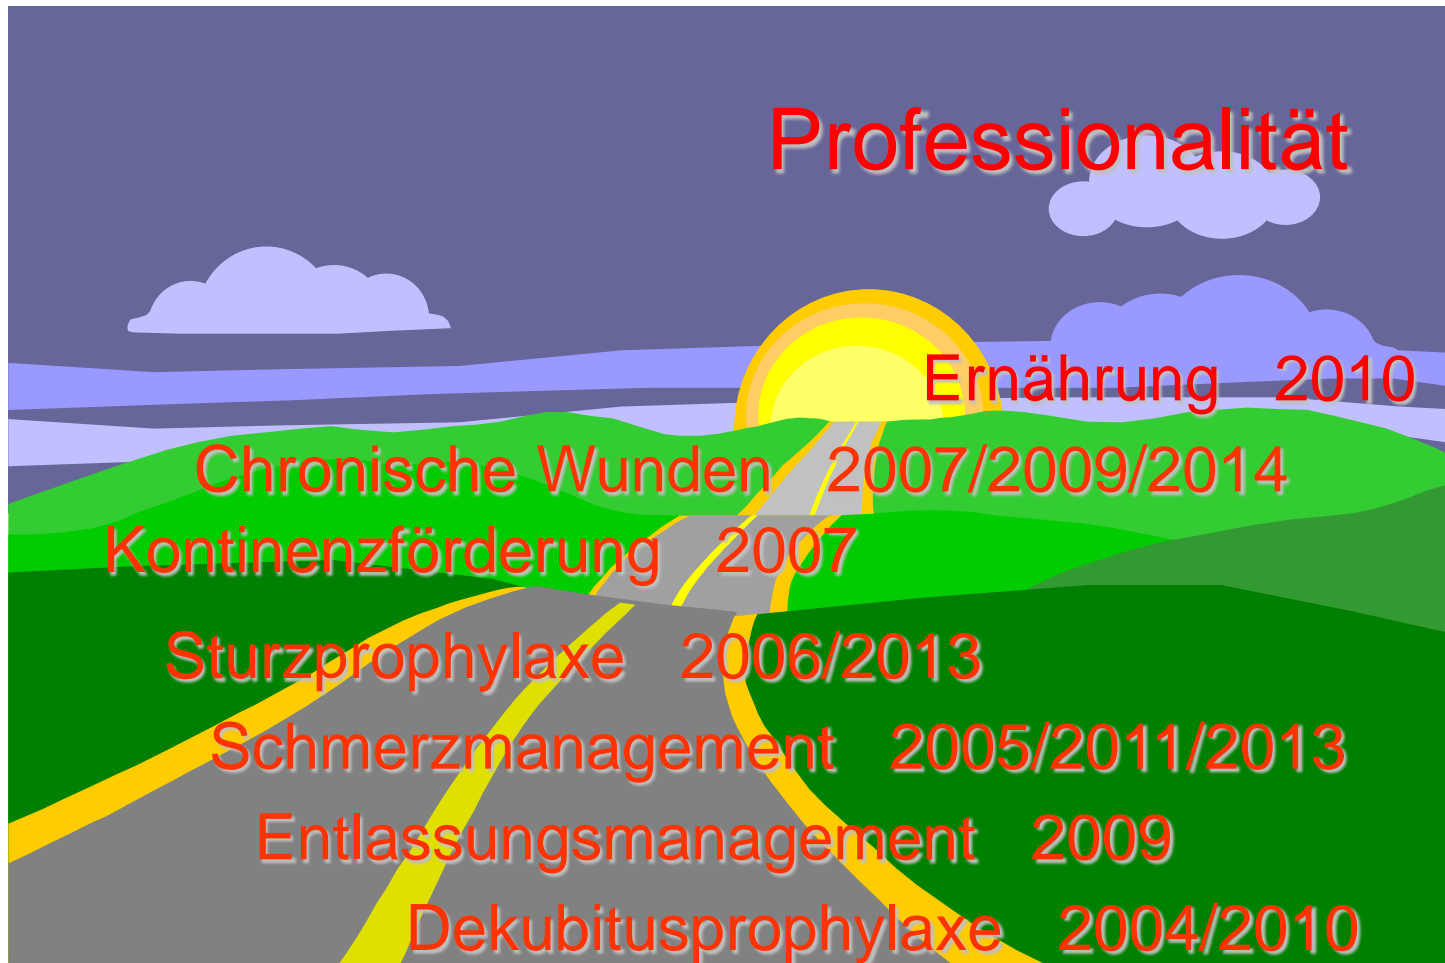 Professionalität
Ernährung 2010
Chronische Wunden 2007/2009/2014
Kontinenzförderung 2007
Sturzprophylaxe 2006/2013
Schmerzmanagement 2005/2011/2013
Entlassungsmanagement 2009
Dekubitusprophylaxe 2004/2010